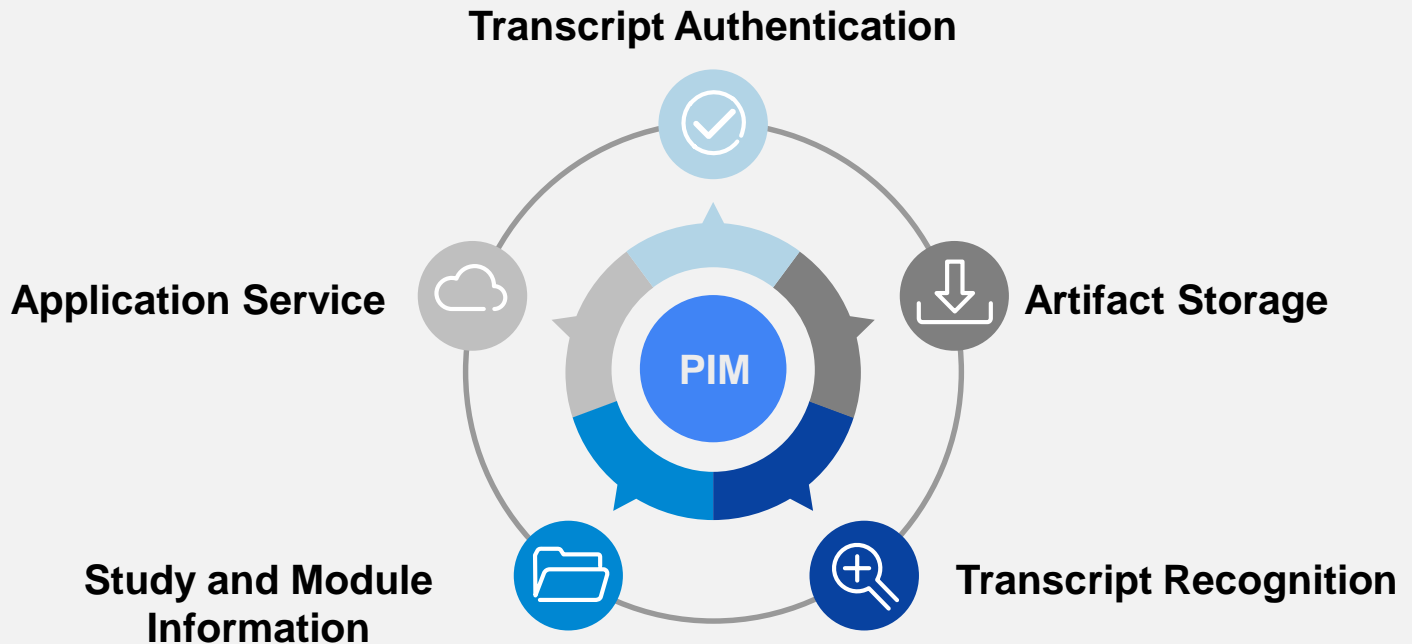 Transcript Authentication
Application Service
Artifact Storage
PIM
Study and Module
Information
Transcript Recognition